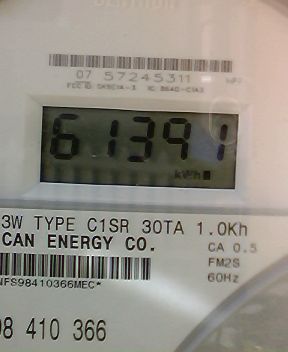 07 57245311
61391
kWh
3W TYPE C1SR 30TA 1.0Kh
CAN ENERGY CO.
CA 0.5
FM2S
60Hz
NFS98410366MEC*
98 410 366